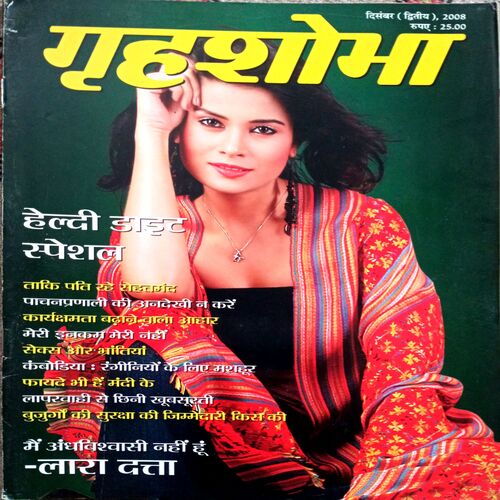 दिसंबर ( द्वितीय ), 2008
रुपए : 25.00
गृहशोभा
हेल्दी डाइट
स्पेशल
ताकि पति रहें सेहतमंद
पाचनप्रणाली की अनदेखी न करें
कार्यक्षमता बढ़ाने वाला आहार
मेरी इनकम मेरी नहीं
सेक्स और भ्रांतियां
कंबोडिया : रंगीनियों के लिए मशहूर
फायदे भी हैं मंदी के
लापरवाही से छिनी खूबसूरती
बुजुर्गों की सुरक्षा की जिम्मेदारी किस की
मैं अंधविश्वासी नहीं हूं
-लारा दत्ता